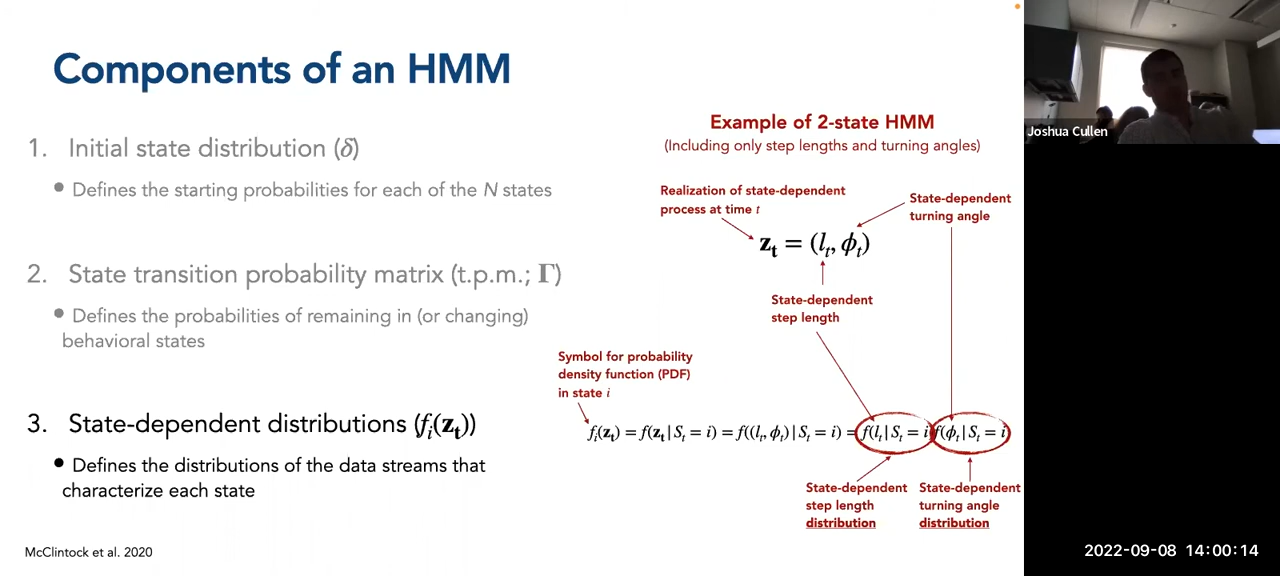 Components of an HMM
1. Initial state distribution (δ)
• Defines the starting probabilities for each of the N states
2. State transition probability matrix (t.p.m.; Γ)
• Defines the probabilities of remaining in (or changing)
behavioral states
3. State-dependent distributions (fᵢ(zₜ))
• Defines the distributions of the data streams that
characterize each state
McClintock et al. 2020
Example of 2-state HMM
(Including only step lengths and turning angles)
Realization of state-dependent
process at time t
State-dependent
turning angle
zₜ = (lₜ, ϕₜ)
State-dependent
step length
Symbol for probability
density function (PDF)
in state i
fᵢ(zₜ) = f(zₜ|Sₜ = i) = f((lₜ, ϕₜ)|Sₜ = i) = f(lₜ|Sₜ = i)f(ϕₜ|Sₜ = i)
State-dependent
step length
distribution
State-dependent
turning angle
distribution
Joshua Cullen
2022-09-08 14:00:14